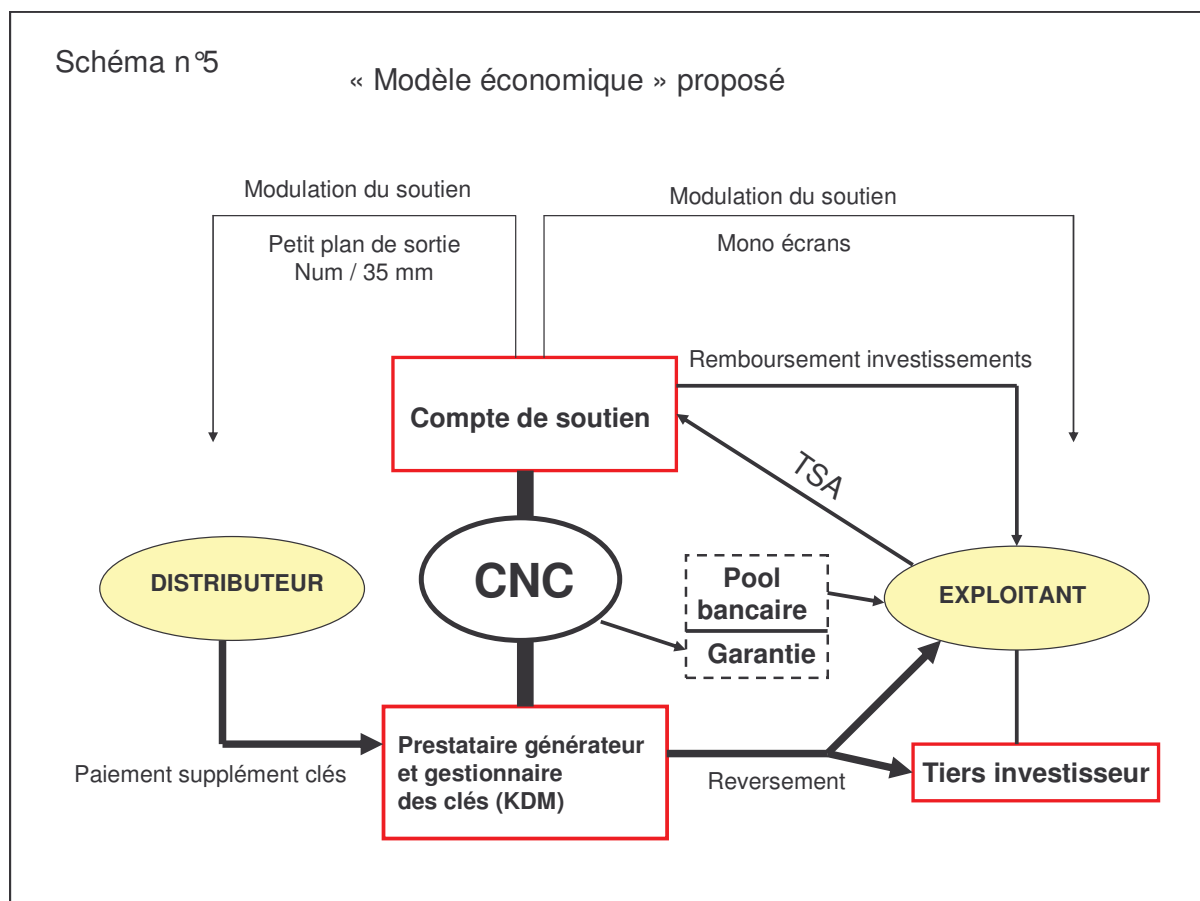 Schéma n°5
« Modèle économique » proposé
Modulation du soutien
Petit plan de sortie
Num / 35 mm
Modulation du soutien
Mono écrans
Remboursement investissements
Compte de soutien
TSA
DISTRIBUTEUR
CNC
Pool
bancaire
Garantie
EXPLOITANT
Paiement supplément clés
Prestataire générateur
et gestionnaire
des clés (KDM)
Reversement
Tiers investisseur